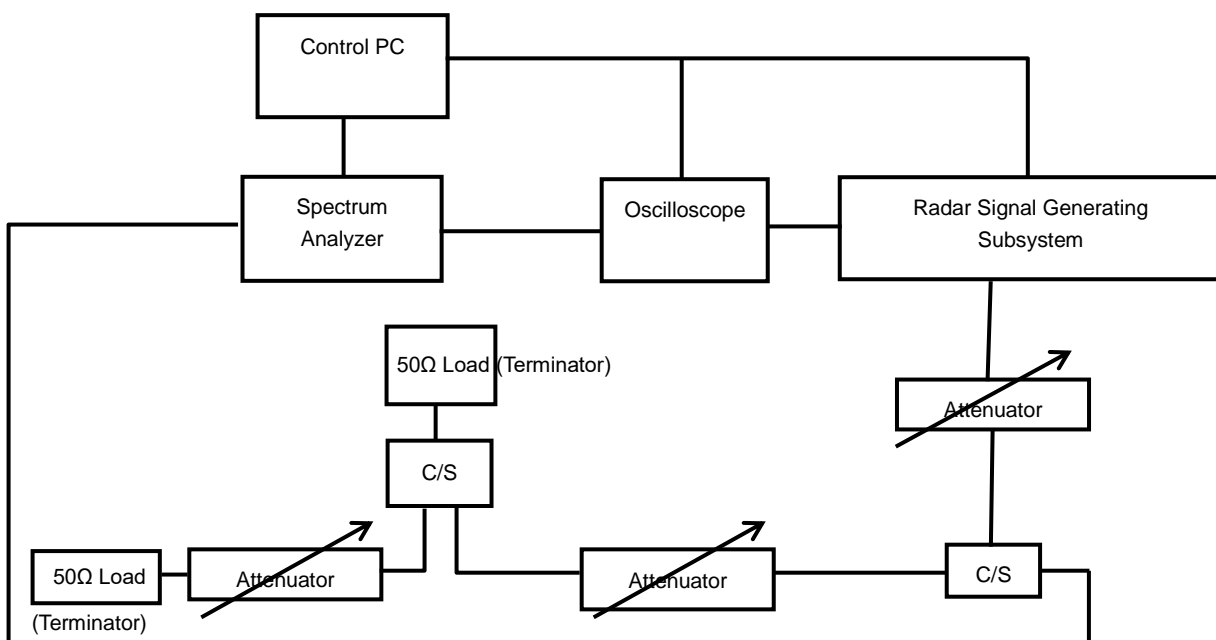 Control PC
Spectrum
Analyzer
Oscilloscope
Radar Signal Generating
Subsystem
50Ω Load (Terminator)
Attenuator
C/S
50Ω Load
(Terminator)
Attenuator
Attenuator
C/S